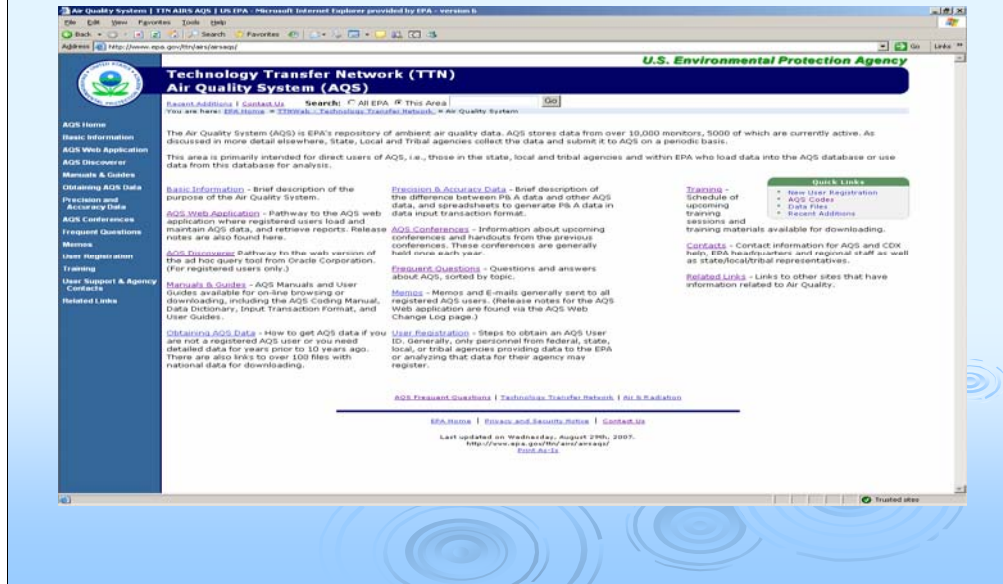 Air Quality System | TTN AIRS AQS | US EPA - Microsoft Internet Explorer provided by EPA - version 6
File Edit View Favorites Tools Help
Back Search Favorites
Address http://www.epa.gov/ttn/airs/airsaqs/ Go Links »
U.S. Environmental Protection Agency
Technology Transfer Network (TTN)
Air Quality System (AQS)
Recent Additions | Contact Us Search: All EPA This Area Go
You are here: EPA Home » TTNWeb - Technology Transfer Network » Air Quality System
AQS Home
Basic Information
AQS Web Application
AQS Discoverer
Manuals & Guides
Obtaining AQS Data
Precision and
Accuracy Data
AQS Conferences
Frequent Questions
Memos
User Registration
Training
User Support & Agency
Contacts
Related Links
The Air Quality System (AQS) is EPA's repository of ambient air quality data. AQS stores data from over 10,000 monitors, 5000 of which are currently active. As
discussed in more detail elsewhere, State, Local and Tribal agencies collect the data and submit it to AQS on a periodic basis.
This area is primarily intended for direct users of AQS, i.e., those in the state, local and tribal agencies and within EPA who load data into the AQS database or use
data from this database for analysis.
Basic Information - Brief description of the
purpose of the Air Quality System.
AQS Web Application - Pathway to the AQS web
application where registered users load and
maintain AQS data, and retrieve reports. Release
notes are also found here.
AQS Discoverer Pathway to the web version of
the ad hoc query tool from Oracle Corporation.
(For registered users only.)
Manuals & Guides - AQS Manuals and User
Guides available for on-line browsing or
downloading, including the AQS Coding Manual,
Data Dictionary, Input Transaction Format, and
User Guides.
Obtaining AQS Data - How to get AQS data if you
are not a registered AQS user or you need
detailed data for years prior to 10 years ago.
There are also links to over 100 files with
national data for downloading.
Precision & Accuracy Data - Brief description of
the difference between P& A data and other AQS
data, and spreadsheets to generate P& A data in
data input transaction format.
AQS Conferences - Information about upcoming
conferences and handouts from the previous
conferences. These conferences are generally
held once each year.
Frequent Questions - Questions and answers
about AQS, sorted by topic.
Memos - Memos and E-mails generally sent to all
registered AQS users. (Release notes for the AQS
Web application are found via the AQS Web
Change Log page.)
User Registration - Steps to obtain an AQS User
ID. Generally, only personnel from federal, state,
local, or tribal agencies providing data to the EPA
or analyzing that data for their agency may
register.
Training -
Schedule of
upcoming
training
sessions and
training materials available for downloading.
Contacts - Contact information for AQS and CDX
help, EPA headquarters and regional staff as well
as state/local/tribal representatives.
Related Links - Links to other sites that have
information related to Air Quality.
Quick Links
New User Registration
AQS Codes
Data Files
Recent Additions
AQS Frequent Questions | Technology Transfer Network | Air & Radiation
EPA Home | Privacy and Security Notice | Contact Us
Last updated on Wednesday, August 29th, 2007.
http://www.epa.gov/ttn/airs/airsaqs/
Print As-Is
Trusted sites